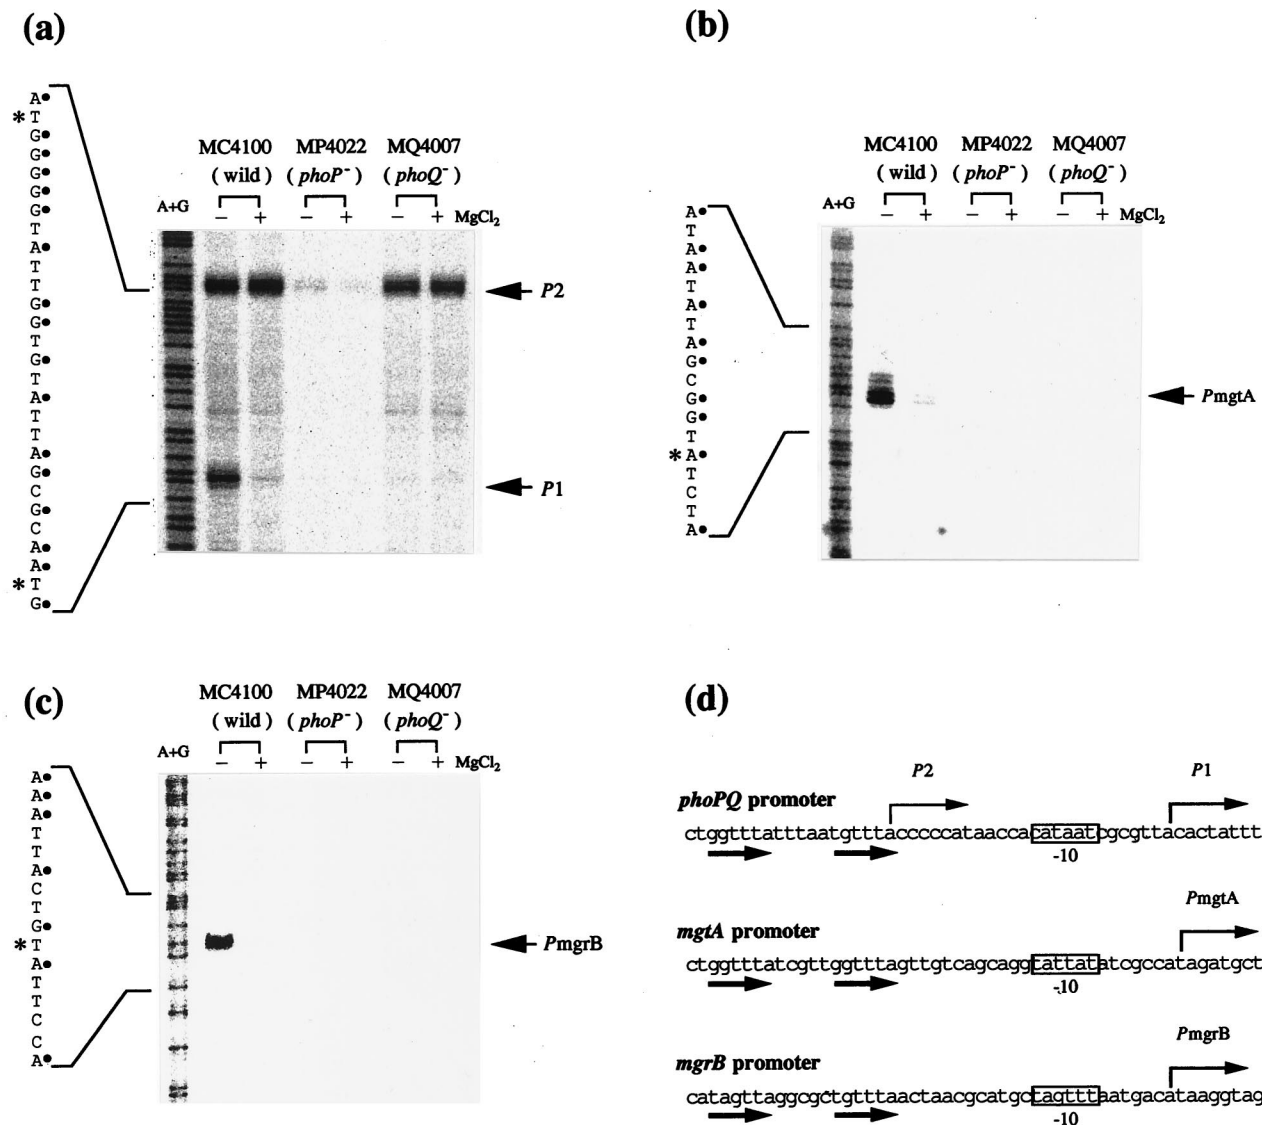 (a)
A•
*T
G•
G•
G•
G•
G•
T
A•
T
T
G•
G•
T
G•
T
A•
T
T
A•
G•
C
G•
C
A•
A•
*T
G•
MC4100 MP4022 MQ4007
(wild) (phoP⁻) (phoQ⁻)
A+G − + − + − + MgCl₂
P2
P1
(b)
A•
T
A•
A•
T
A•
T
A•
G•
C
G•
G•
T
*A•
T
C
T
A•
MC4100 MP4022 MQ4007
(wild) (phoP⁻) (phoQ⁻)
A+G − + − + − + MgCl₂
PmgtA
(c)
A•
A•
A•
T
T
A•
C
T
G•
*T
A•
T
T
C
C
A•
MC4100 MP4022 MQ4007
(wild) (phoP⁻) (phoQ⁻)
A+G − + − + − + MgCl₂
PmgrB
(d)
P2 P1
phoPQ promoter
ctggtttatttaatgtttacccccataaccacataatcgcgttacactattt
-10
PmgtA
mgtA promoter
ctggtttatcgttggtttagttgtcagcaggtattatatcgccatagatgct
-10
PmgrB
mgrB promoter
catagttaggcgctgtttaactaacgcatgctagtttaatgacataaggtag
-10